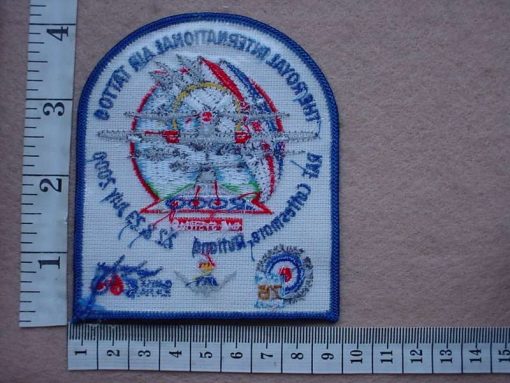 THE ROYAL INTERNATIONAL AIR TATTOO
RAF Cottesmore, Rutland
22 & 23 July 2000
2000
4
3
2
1
1 2 3 4 5 6 7 8 9 10 11 12 13 14 15